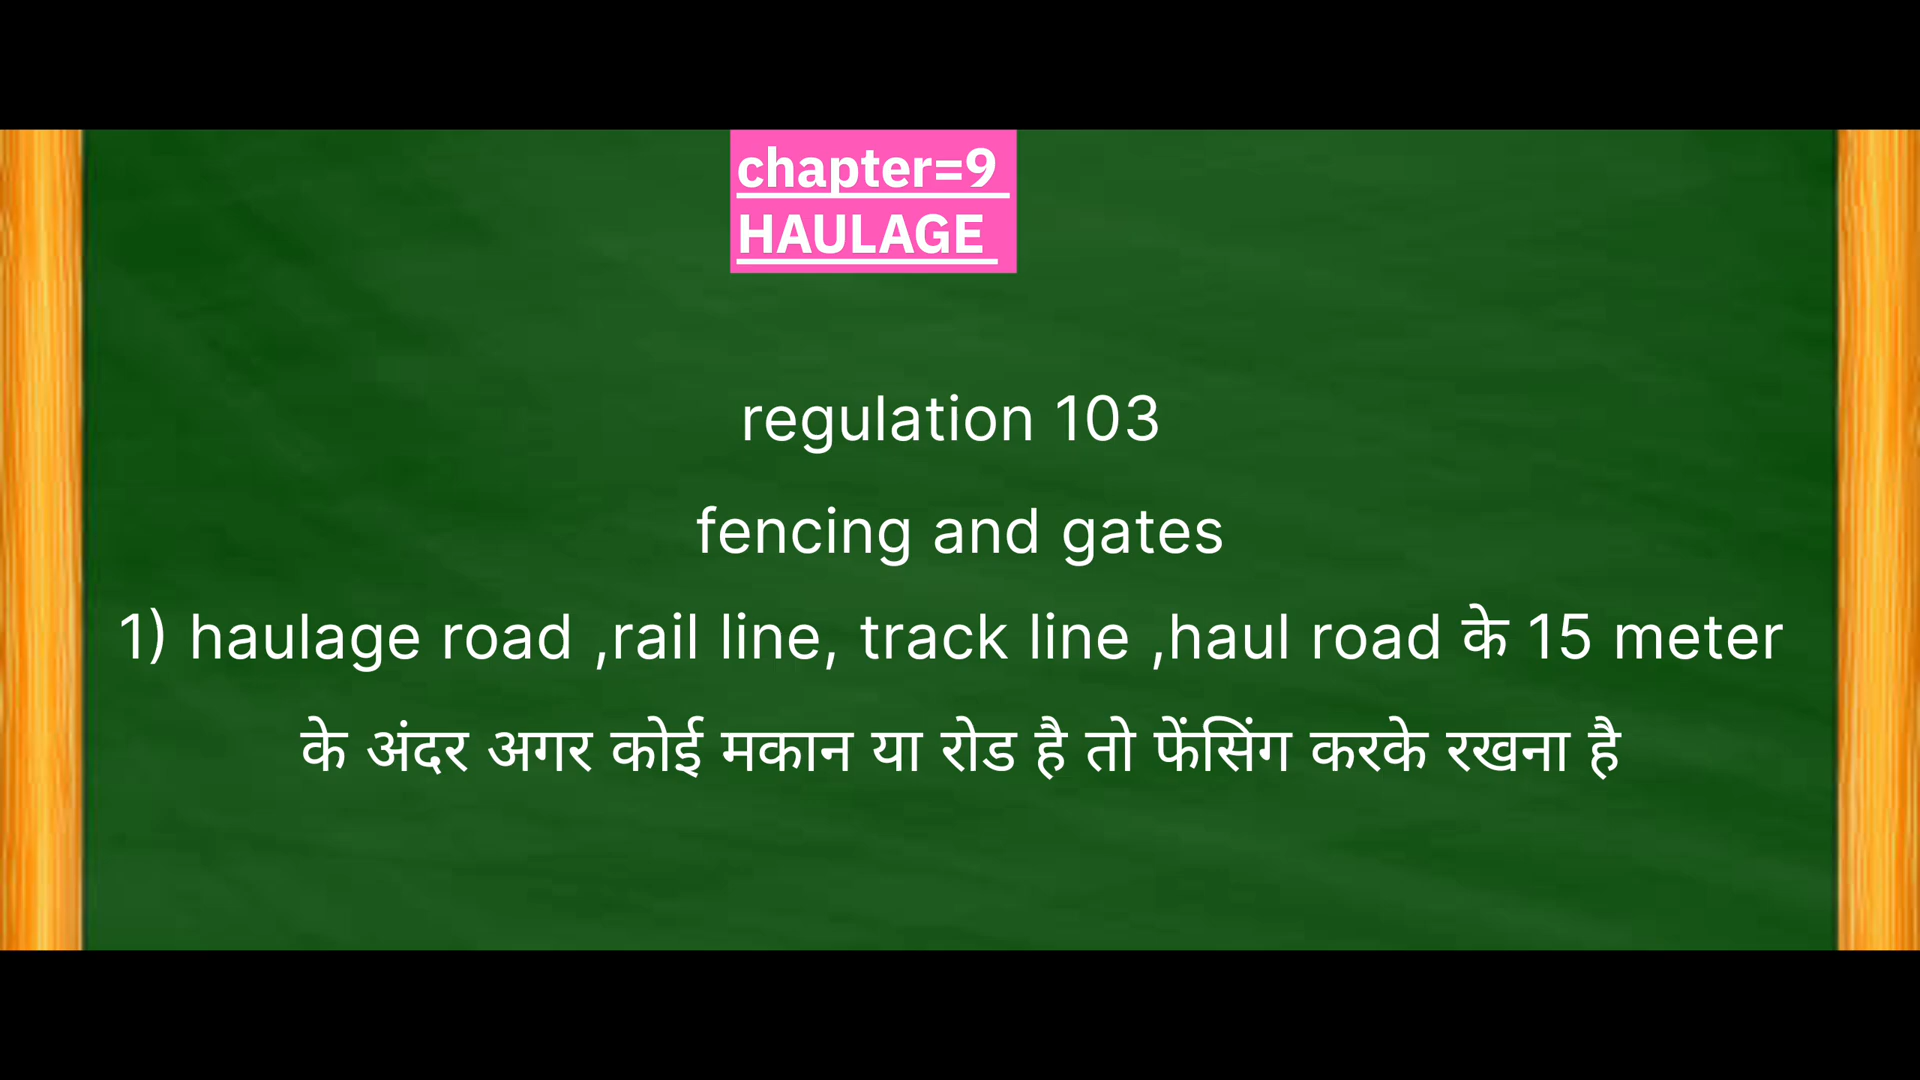 chapter=9
HAULAGE
regulation 103
fencing and gates
1) haulage road ,rail line, track line ,haul road के 15 meter
के अंदर अगर कोई मकान या रोड है तो फेंसिंग करके रखना है